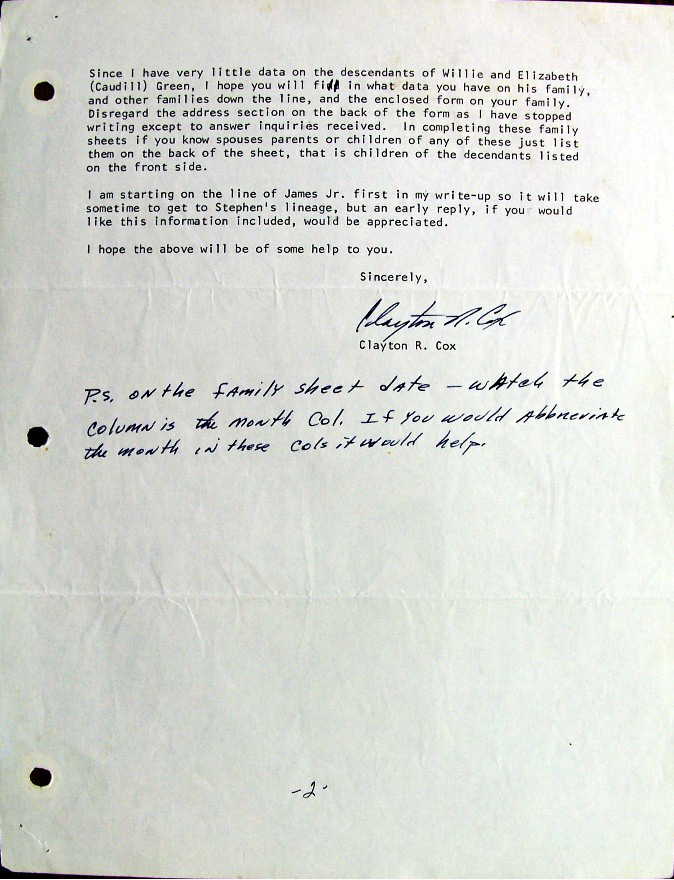 Since I have very little data on the descendants of Willie and Elizabeth
(Caudill) Green, I hope you will fill in what data you have on his family,
and other families down the line, and the enclosed form on your family.
Disregard the address section on the back of the form as I have stopped
writing except to answer inquiries received. In completing these family
sheets if you know spouses parents or children of any of these just list
them on the back of the sheet, that is children of the decendants listed
on the front side.
I am starting on the line of James Jr. first in my write-up so it will take
sometime to get to Stephen's lineage, but an early reply, if you would
like this information included, would be appreciated.
I hope the above will be of some help to you.
Sincerely,
Clayton R. Cox
Clayton R. Cox
P.S. on the family sheet date - watch the
column is the month Col. If you would Abbreviate
the month in these Cols it would help.
-2-